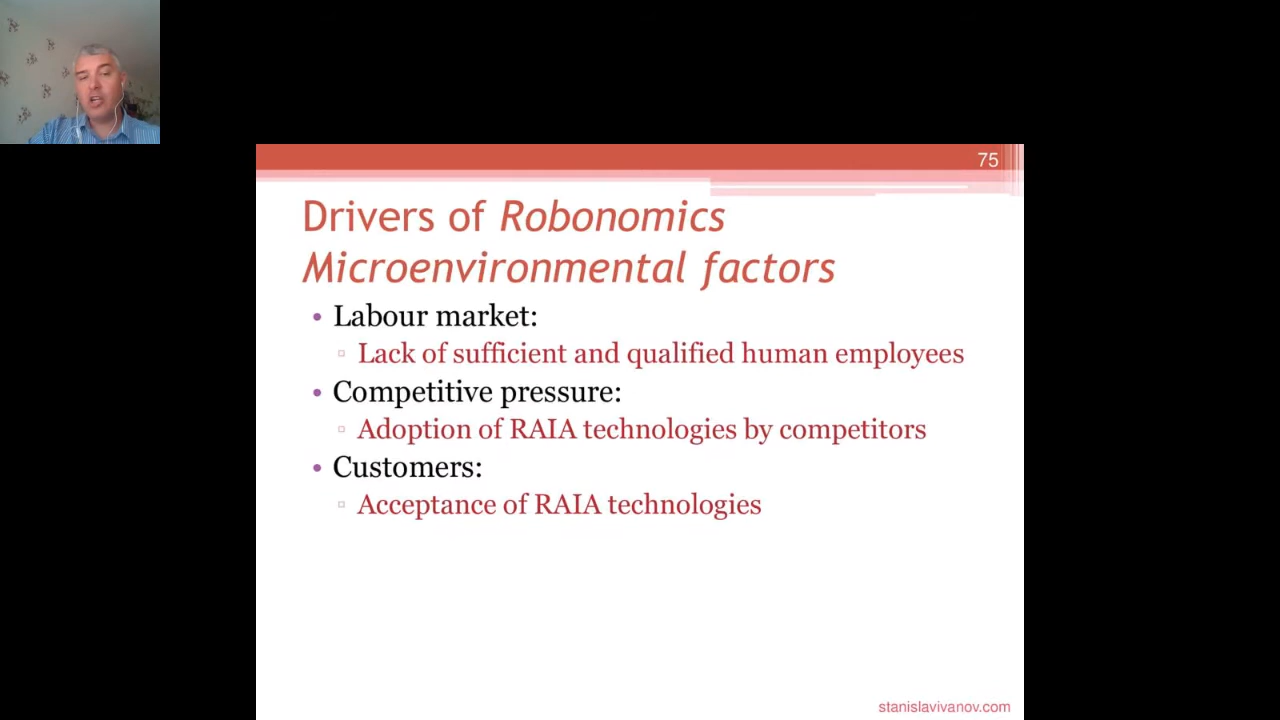 75
Drivers of Robonomics
Microenvironmental factors
• Labour market:
▫ Lack of sufficient and qualified human employees
• Competitive pressure:
▫ Adoption of RAIA technologies by competitors
• Customers:
▫ Acceptance of RAIA technologies
stanislavivanov.com